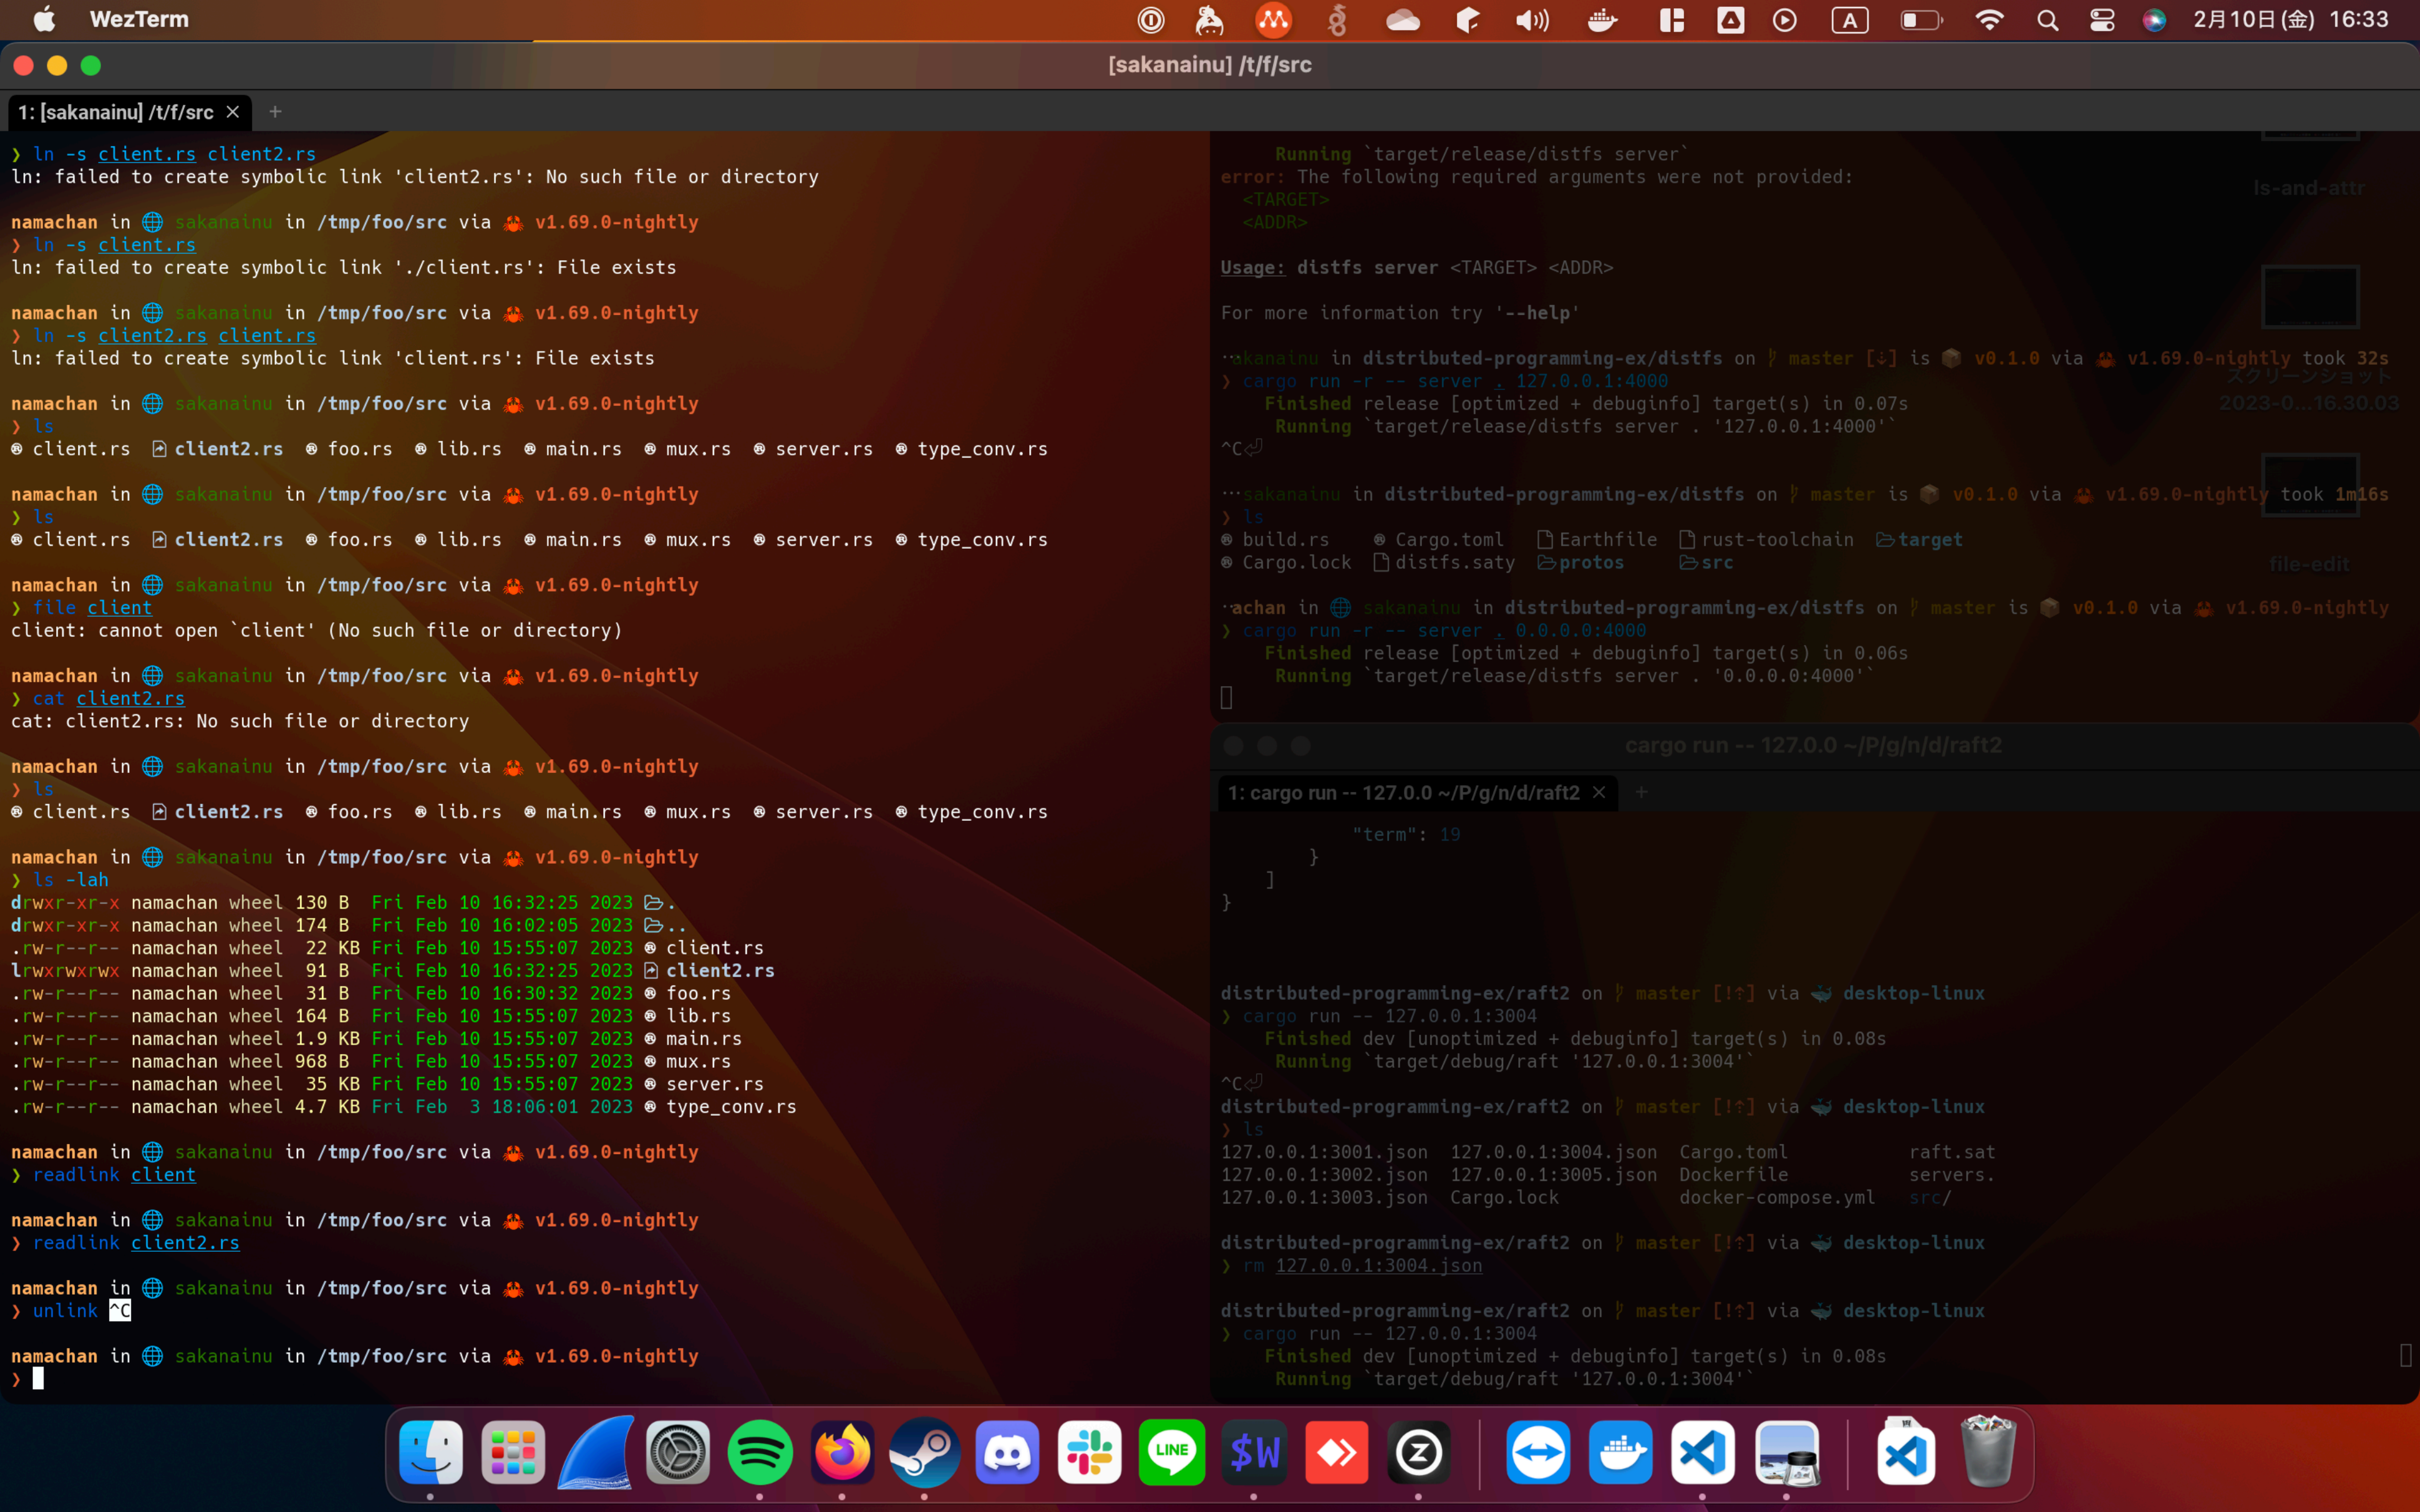 WezTerm
A
2月10日(金) 16:33
[sakanainu] /t/f/src
1: [sakanainu] /t/f/src
❯ ln -s client.rs client2.rs
ln: failed to create symbolic link 'client2.rs': No such file or directory
namachan in 🌐 sakanainu in /tmp/foo/src via 🦀 v1.69.0-nightly
❯ ln -s client.rs
ln: failed to create symbolic link './client.rs': File exists
namachan in 🌐 sakanainu in /tmp/foo/src via 🦀 v1.69.0-nightly
❯ ln -s client2.rs client.rs
ln: failed to create symbolic link 'client.rs': File exists
namachan in 🌐 sakanainu in /tmp/foo/src via 🦀 v1.69.0-nightly
❯ ls
client.rs client2.rs foo.rs lib.rs main.rs mux.rs server.rs type_conv.rs
namachan in 🌐 sakanainu in /tmp/foo/src via 🦀 v1.69.0-nightly
❯ ls
client.rs client2.rs foo.rs lib.rs main.rs mux.rs server.rs type_conv.rs
namachan in 🌐 sakanainu in /tmp/foo/src via 🦀 v1.69.0-nightly
❯ file client
client: cannot open `client' (No such file or directory)
namachan in 🌐 sakanainu in /tmp/foo/src via 🦀 v1.69.0-nightly
❯ cat client2.rs
cat: client2.rs: No such file or directory
namachan in 🌐 sakanainu in /tmp/foo/src via 🦀 v1.69.0-nightly
❯ ls
client.rs client2.rs foo.rs lib.rs main.rs mux.rs server.rs type_conv.rs
namachan in 🌐 sakanainu in /tmp/foo/src via 🦀 v1.69.0-nightly
❯ ls -lah
drwxr-xr-x namachan wheel 130 B Fri Feb 10 16:32:25 2023 .
drwxr-xr-x namachan wheel 174 B Fri Feb 10 16:02:05 2023 ..
.rw-r--r-- namachan wheel 22 KB Fri Feb 10 15:55:07 2023 client.rs
lrwxrwxrwx namachan wheel 91 B Fri Feb 10 16:32:25 2023 client2.rs
.rw-r--r-- namachan wheel 31 B Fri Feb 10 16:30:32 2023 foo.rs
.rw-r--r-- namachan wheel 164 B Fri Feb 10 15:55:07 2023 lib.rs
.rw-r--r-- namachan wheel 1.9 KB Fri Feb 10 15:55:07 2023 main.rs
.rw-r--r-- namachan wheel 968 B Fri Feb 10 15:55:07 2023 mux.rs
.rw-r--r-- namachan wheel 35 KB Fri Feb 10 15:55:07 2023 server.rs
.rw-r--r-- namachan wheel 4.7 KB Fri Feb 3 18:06:01 2023 type_conv.rs
namachan in 🌐 sakanainu in /tmp/foo/src via 🦀 v1.69.0-nightly
❯ readlink client
namachan in 🌐 sakanainu in /tmp/foo/src via 🦀 v1.69.0-nightly
❯ readlink client2.rs
namachan in 🌐 sakanainu in /tmp/foo/src via 🦀 v1.69.0-nightly
❯ unlink ^C
namachan in 🌐 sakanainu in /tmp/foo/src via 🦀 v1.69.0-nightly
❯
Running `target/release/distfs server`
error: The following required arguments were not provided:
<TARGET>
<ADDR>
Usage: distfs server <TARGET> <ADDR>
For more information try '--help'
··akanainu in distributed-programming-ex/distfs on master [⇣] is 📦 v0.1.0 via 🦀 v1.69.0-nightly took 32s
❯ cargo run -r -- server . 127.0.0.1:4000
Finished release [optimized + debuginfo] target(s) in 0.07s
Running `target/release/distfs server . '127.0.0.1:4000'`
^C⏎
···sakanainu in distributed-programming-ex/distfs on master is 📦 v0.1.0 via 🦀 v1.69.0-nightly took 1m16s
❯ ls
build.rs Cargo.toml Earthfile rust-toolchain target
Cargo.lock distfs.saty protos src
··achan in 🌐 sakanainu in distributed-programming-ex/distfs on master is 📦 v0.1.0 via 🦀 v1.69.0-nightly
❯ cargo run -r -- server . 0.0.0.0:4000
Finished release [optimized + debuginfo] target(s) in 0.06s
Running `target/release/distfs server . '0.0.0.0:4000'`
ls-and-attr
スクリーンショット
2023-0...16.30.03
file-edit
cargo run -- 127.0.0 ~/P/g/n/d/raft2
1: cargo run -- 127.0.0 ~/P/g/n/d/raft2
"term": 19
}
]
}
distributed-programming-ex/raft2 on master [!⇡] via 🐳 desktop-linux
❯ cargo run -- 127.0.0.1:3004
Finished dev [unoptimized + debuginfo] target(s) in 0.08s
Running `target/debug/raft '127.0.0.1:3004'`
^C⏎
distributed-programming-ex/raft2 on master [!⇡] via 🐳 desktop-linux
❯ ls
127.0.0.1:3001.json 127.0.0.1:3004.json Cargo.toml raft.sat
127.0.0.1:3002.json 127.0.0.1:3005.json Dockerfile servers.
127.0.0.1:3003.json Cargo.lock docker-compose.yml src/
distributed-programming-ex/raft2 on master [!⇡] via 🐳 desktop-linux
❯ rm 127.0.0.1:3004.json
distributed-programming-ex/raft2 on master [!⇡] via 🐳 desktop-linux
❯ cargo run -- 127.0.0.1:3004
Finished dev [unoptimized + debuginfo] target(s) in 0.08s
Running `target/debug/raft '127.0.0.1:3004'`
LINE
$W